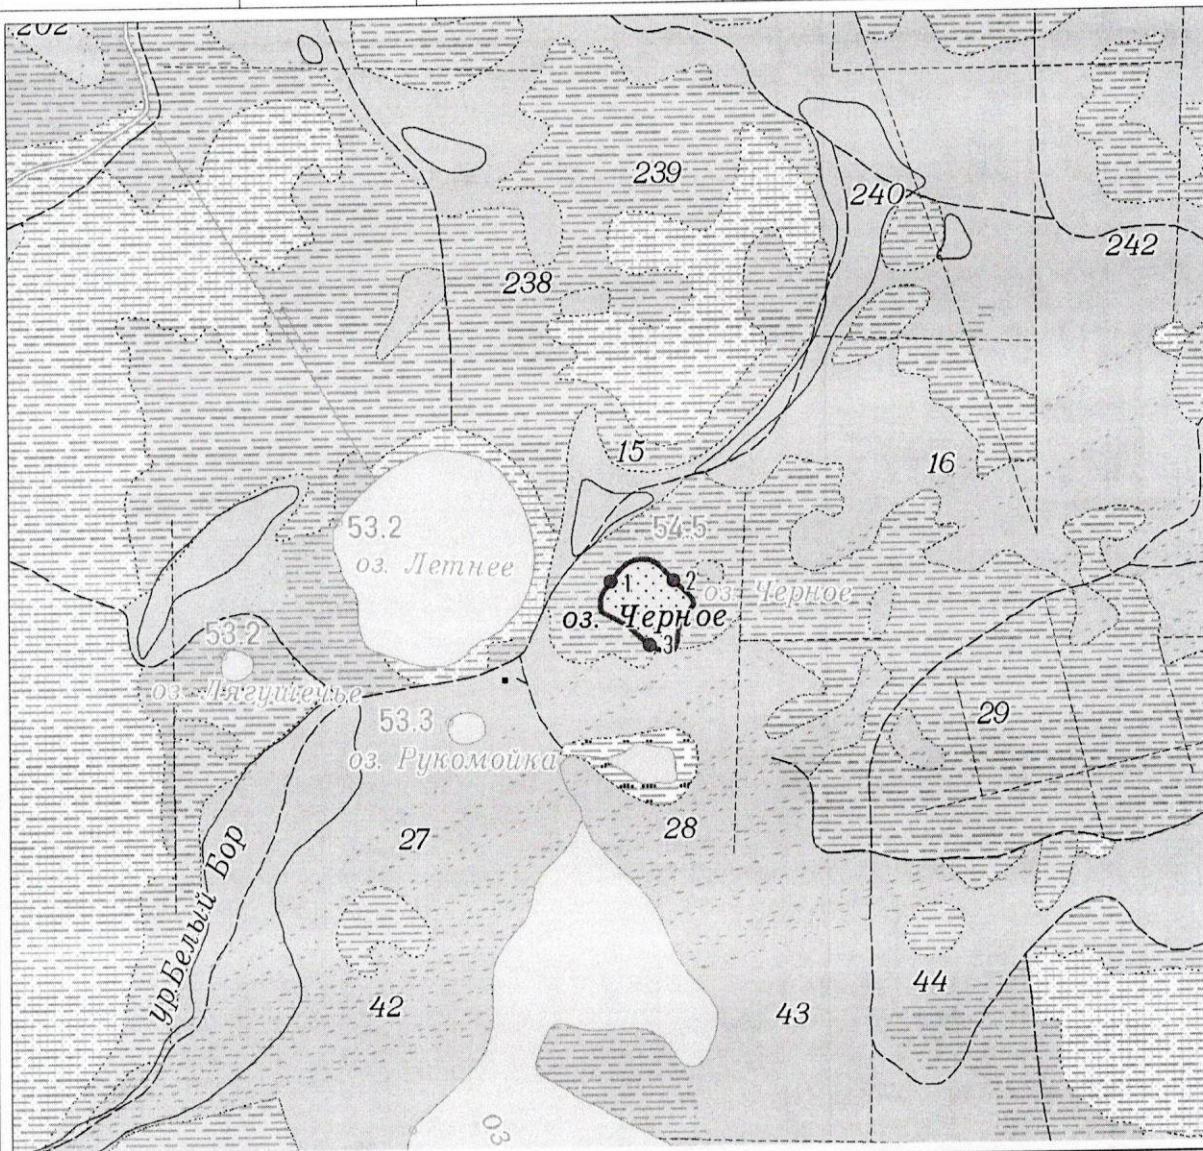 202
239
240
242
238
15
16
53.2
оз. Летнее
54.5
1
2
оз. Черное
оз. Черное
3
53.2
оз. Лягушечье
53.3
оз. Рукомойка
29
27
28
ур.Белый Бор
42
43
44
оз